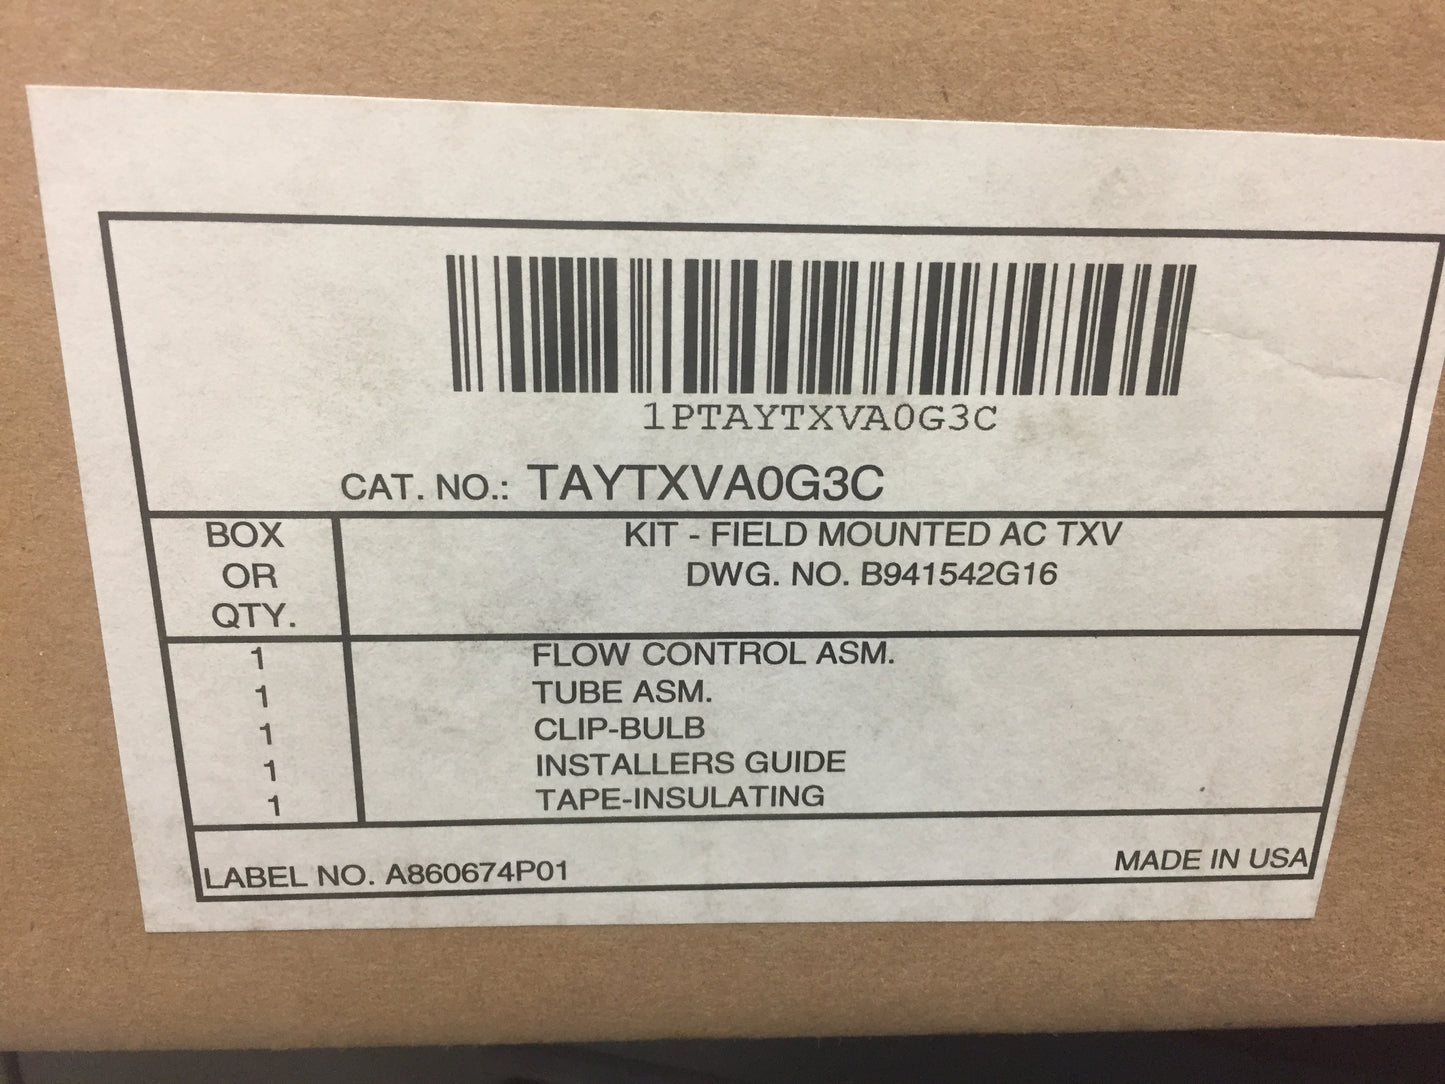 1PTAYTXVA0G3C
CAT. NO.: TAYTXVA0G3C
BOX
OR
QTY.
KIT - FIELD MOUNTED AC TXV
DWG. NO. B941542G16
1 FLOW CONTROL ASM.
1 TUBE ASM.
1 CLIP-BULB
1 INSTALLERS GUIDE
1 TAPE-INSULATING
LABEL NO. A860674P01
MADE IN USA